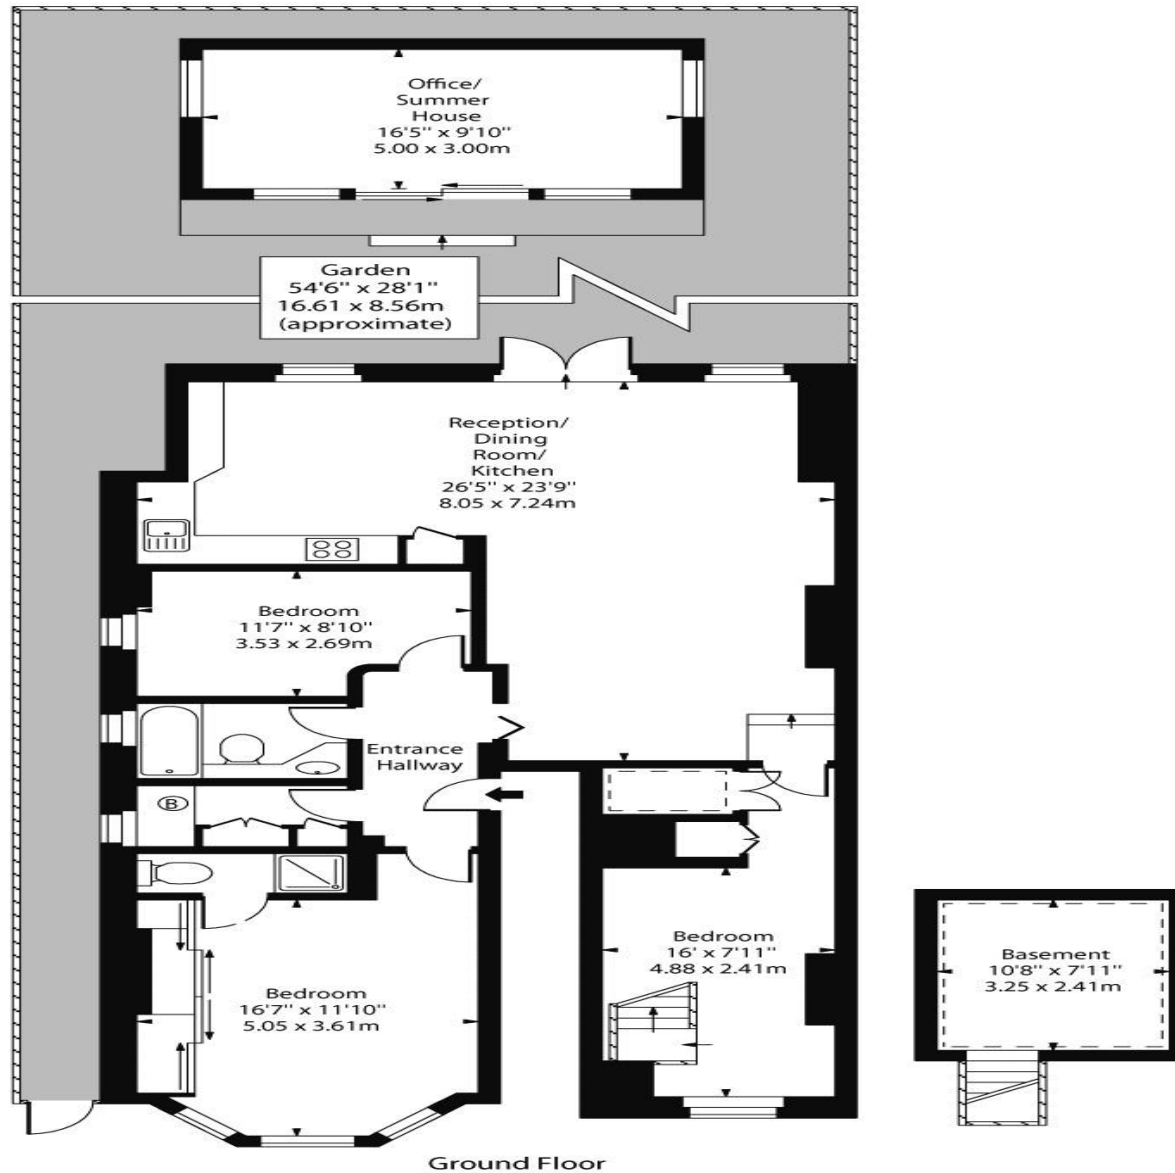 Office/
Summer
House
16'5" x 9'10"
5.00 x 3.00m
Garden
54'6" x 28'1"
16.61 x 8.56m
(approximate)
Reception/
Dining
Room/
Kitchen
26'5" x 23'9"
8.05 x 7.24m
Bedroom
11'7" x 8'10"
3.53 x 2.69m
Entrance
Hallway
B
Bedroom
16' x 7'11"
4.88 x 2.41m
Basement
10'8" x 7'11"
3.25 x 2.41m
Bedroom
16'7" x 11'10"
5.05 x 3.61m
Ground Floor